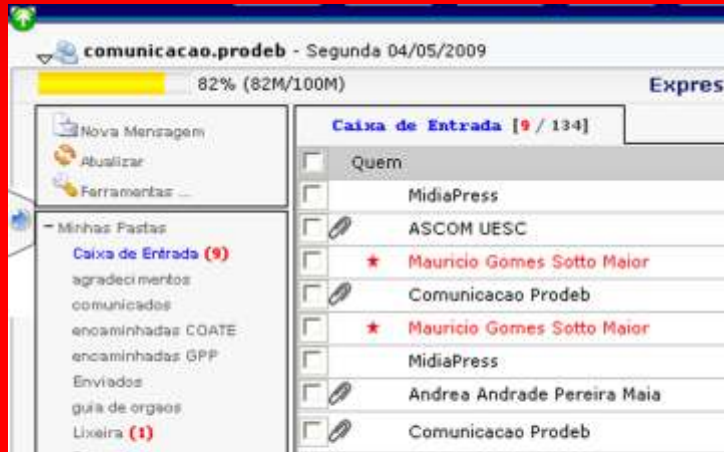 comunicacao.prodeb - Segunda 04/05/2009
82% (82M/100M)
Expres
Nova Mensagem
Atualizar
Ferramentas ...
Minhas Pastas
Caixa de Entrada (9)
agradecimentos
comunicados
encaminhadas COATE
encaminhadas GPP
Enviados
guia de orgaos
Lixeira (1)
Caixa de Entrada [9 / 134]
Quem
MidiaPress
ASCOM UESC
Mauricio Gomes Sotto Maior
Comunicacao Prodeb
Mauricio Gomes Sotto Maior
MidiaPress
Andrea Andrade Pereira Maia
Comunicacao Prodeb